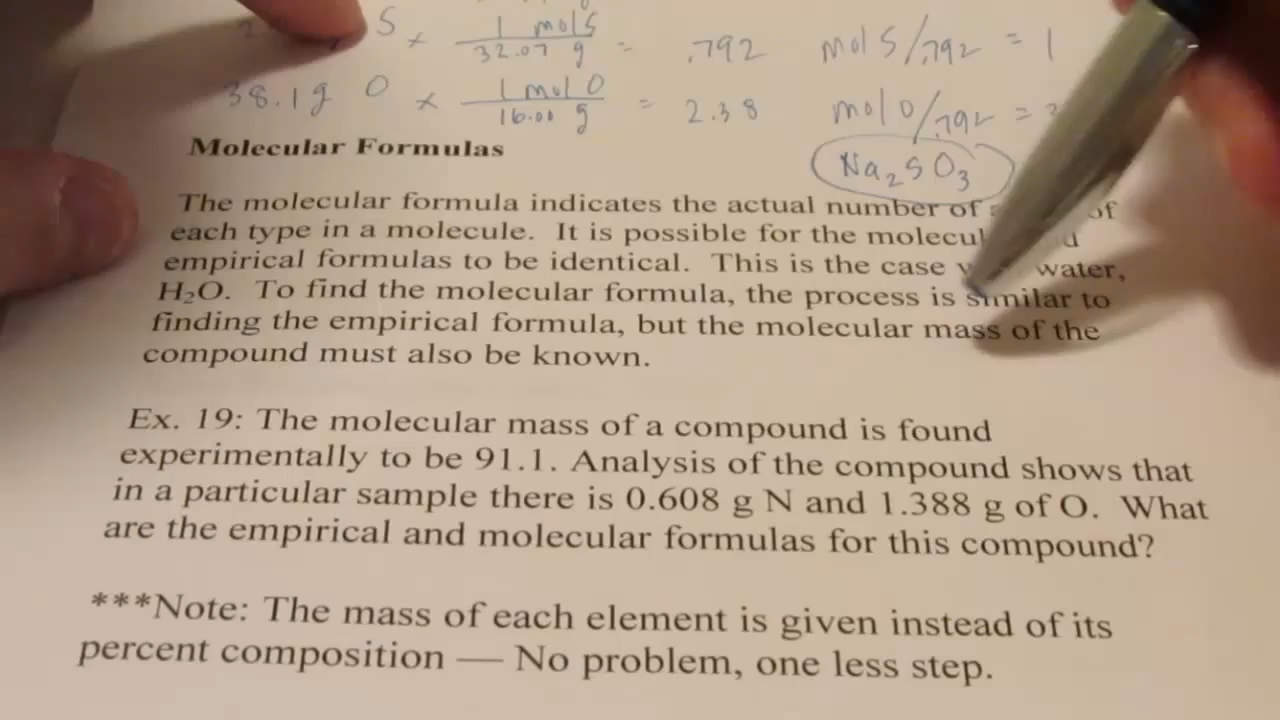 S × 1 mol S / 32.07 g = .792 mol S/.792 = 1
38.1g O × 1 mol O / 16.00 g = 2.38 mol O/.792 =
Molecular Formulas
Na₂SO₃
The molecular formula indicates the actual number of of
each type in a molecule. It is possible for the
empirical formulas to be identical. This is the case water,
H₂O. To find the molecular formula, the process is similar to
finding the empirical formula, but the molecular mass of the
compound must also be known.
Ex. 19: The molecular mass of a compound is found
experimentally to be 91.1. Analysis of the compound shows that
in a particular sample there is 0.608 g N and 1.388 g of O. What
are the empirical and molecular formulas for this compound?
***Note: The mass of each element is given instead of its
percent composition — No problem, one less step.